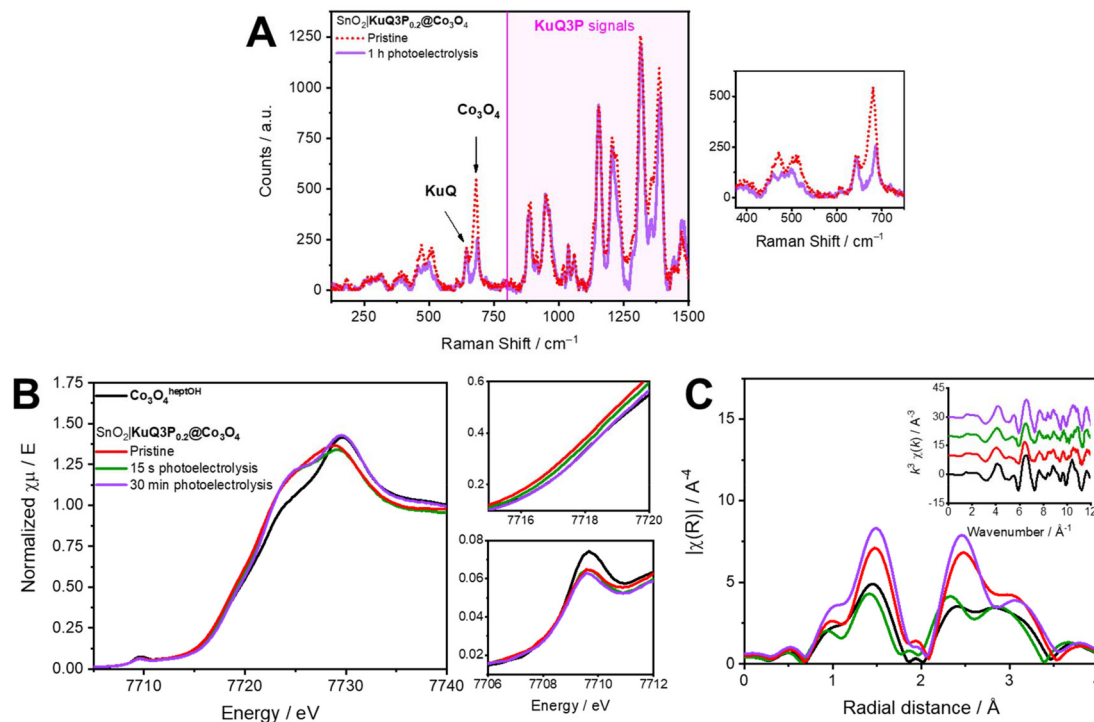 A
SnO₂|KuQ3P₀.₂@Co₃O₄
Pristine
1 h photoelectrolysis
KuQ3P signals
Co₃O₄
KuQ
Counts / a.u.
1250
1000
750
500
250
0
250 500 750 1000 1250 1500
Raman Shift / cm⁻¹
500
250
0
400 500 600 700
Raman Shift / cm⁻¹
B
Co₃O₄ʰᵉᵖᵗᴼᴴ
SnO₂|KuQ3P₀.₂@Co₃O₄
Pristine
15 s photoelectrolysis
30 min photoelectrolysis
Normalized χμ / E
1.75
1.50
1.25
1.00
0.75
0.50
0.25
0.00
7710 7720 7730 7740
Energy / eV
0.6
0.4
0.2
7716 7718 7720
0.08
0.06
0.04
0.02
7706 7708 7710 7712
Energy / eV
C
|χ(R)| / A⁻⁴
15
10
5
0
0 1 2 3 4
Radial distance / Å
k³ χ(k) / A⁻³
45
30
15
0
-15
0 2 4 6 8 10 12
Wavenumber / Å⁻¹